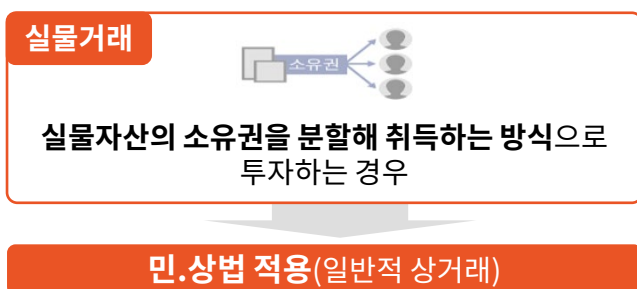 실물거래
소유권
실물자산의 소유권을 분할해 취득하는 방식으로
투자하는 경우
민.상법 적용(일반적 상거래)